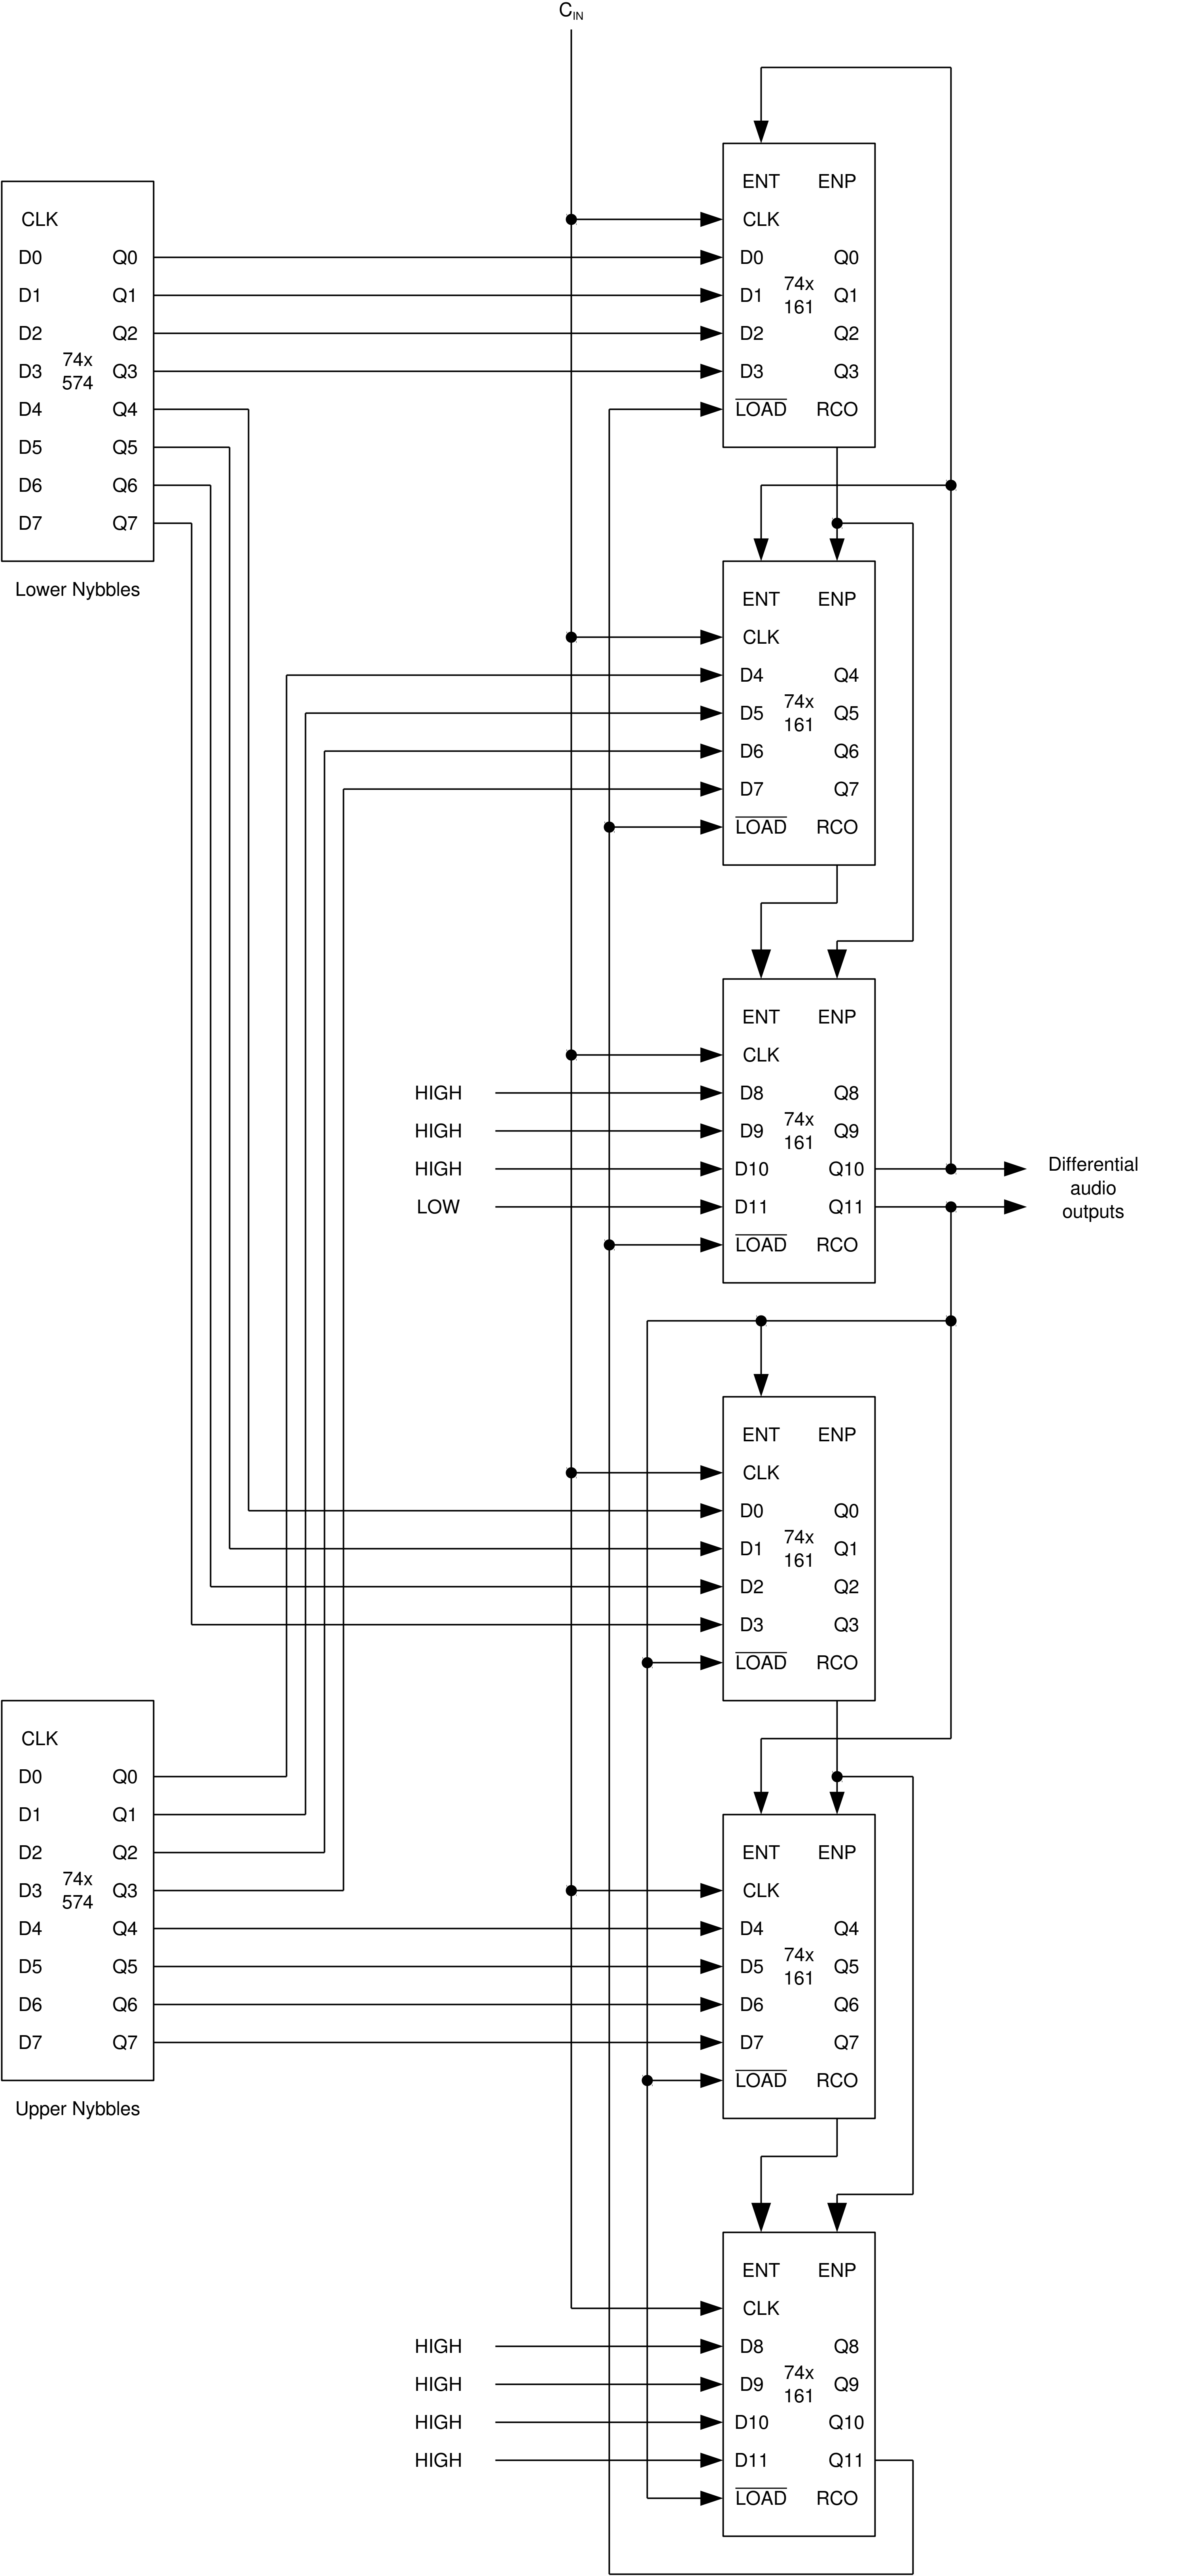 C_IN
CLK
D0 Q0
D1 Q1
D2 Q2
D3 74x 574 Q3
D4 Q4
D5 Q5
D6 Q6
D7 Q7
Lower Nybbles
ENT ENP
CLK
D0 Q0
D1 74x 161 Q1
D2 Q2
D3 Q3
LOAD RCO
ENT ENP
CLK
D4 Q4
D5 74x 161 Q5
D6 Q6
D7 Q7
LOAD RCO
ENT ENP
CLK
HIGH D8 Q8
HIGH D9 74x 161 Q9
HIGH D10 Q10
LOW D11 Q11
LOAD RCO
Differential
audio
outputs
ENT ENP
CLK
D0 Q0
D1 74x 161 Q1
D2 Q2
D3 Q3
LOAD RCO
CLK
D0 Q0
D1 Q1
D2 Q2
D3 74x 574 Q3
D4 Q4
D5 Q5
D6 Q6
D7 Q7
Upper Nybbles
ENT ENP
CLK
D4 Q4
D5 74x 161 Q5
D6 Q6
D7 Q7
LOAD RCO
ENT ENP
CLK
HIGH D8 Q8
HIGH D9 74x 161 Q9
HIGH D10 Q10
HIGH D11 Q11
LOAD RCO